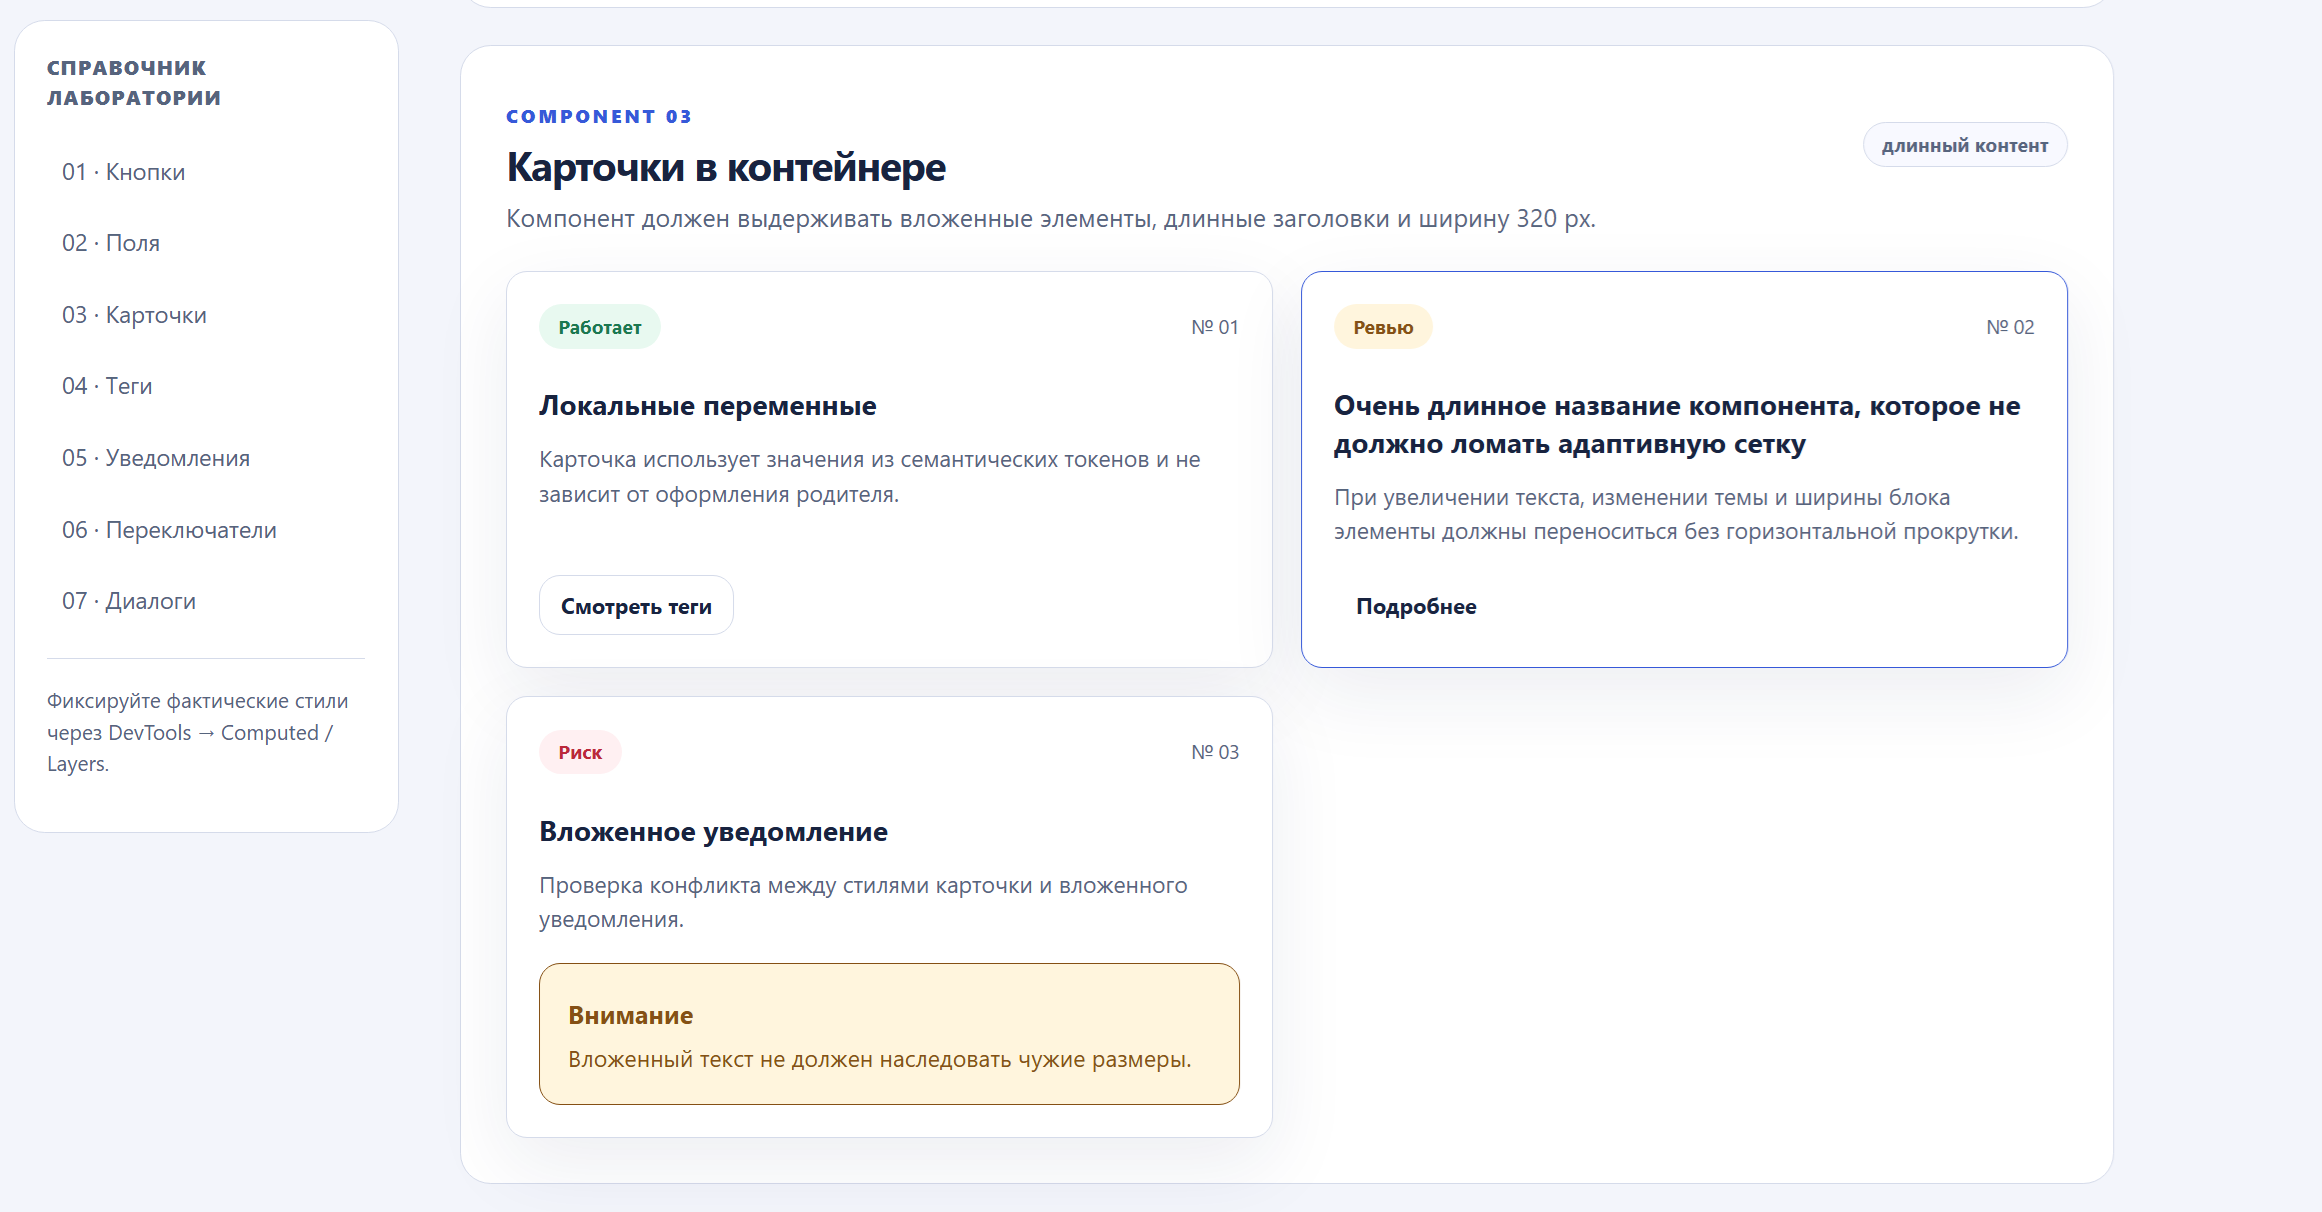 СПРАВОЧНИК
ЛАБОРАТОРИИ
01 · Кнопки
02 · Поля
03 · Карточки
04 · Теги
05 · Уведомления
06 · Переключатели
07 · Диалоги
Фиксируйте фактические стили
через DevTools → Computed /
Layers.
COMPONENT 03
Карточки в контейнере
Компонент должен выдерживать вложенные элементы, длинные заголовки и ширину 320 px.
длинный контент
Работает
№ 01
Локальные переменные
Карточка использует значения из семантических токенов и не
зависит от оформления родителя.
Смотреть теги
Ревью
№ 02
Очень длинное название компонента, которое не
должно ломать адаптивную сетку
При увеличении текста, изменении темы и ширины блока
элементы должны переноситься без горизонтальной прокрутки.
Подробнее
Риск
№ 03
Вложенное уведомление
Проверка конфликта между стилями карточки и вложенного
уведомления.
Внимание
Вложенный текст не должен наследовать чужие размеры.